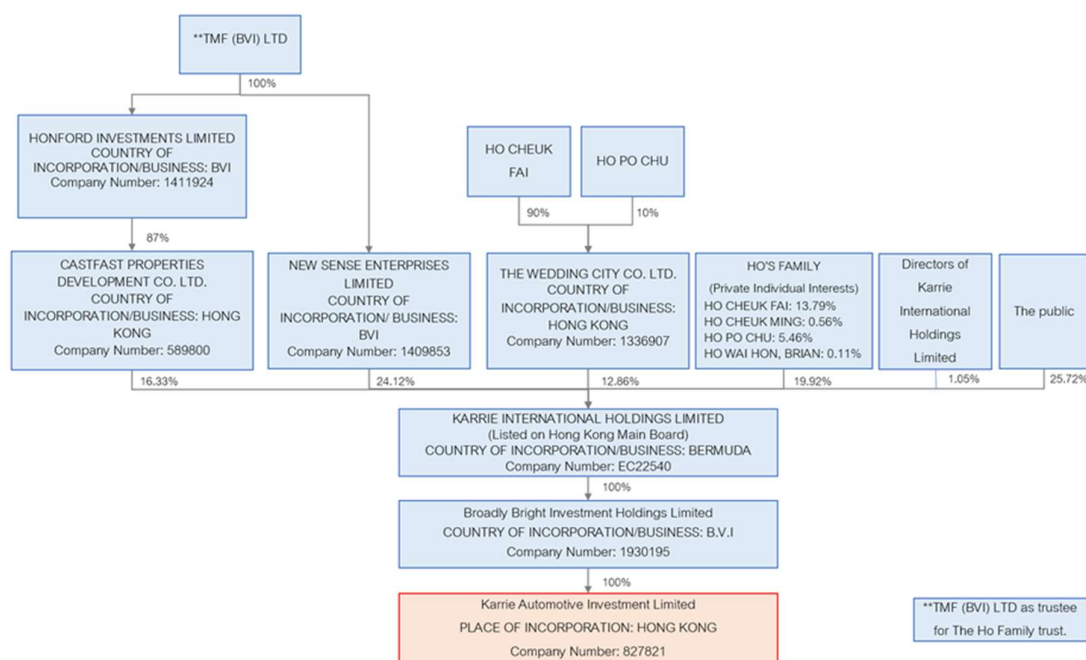 **TMF (BVI) LTD
100%
HONFORD INVESTMENTS LIMITED
COUNTRY OF
INCORPORATION/BUSINESS: BVI
Company Number: 1411924
HO CHEUK
FAI
HO PO CHU
87%
90%
10%
CASTFAST PROPERTIES
DEVELOPMENT CO. LTD.
COUNTRY OF
INCORPORATION/BUSINESS: HONG
KONG
Company Number: 589800
NEW SENSE ENTERPRISES
LIMITED
COUNTRY OF
INCORPORATION/ BUSINESS:
BVI
Company Number: 1409853
THE WEDDING CITY CO. LTD.
COUNTRY OF
INCORPORATION/BUSINESS:
HONG KONG
Company Number: 1336907
HO'S FAMILY
(Private Individual Interests)
HO CHEUK FAI: 13.79%
HO CHEUK MING: 0.56%
HO PO CHU: 5.46%
HO WAI HON, BRIAN: 0.11%
Directors of
Karrie
International
Holdings
Limited
The public
16.33%
24.12%
12.86%
19.92%
1.05%
25.72%
KARRIE INTERNATIONAL HOLDINGS LIMITED
(Listed on Hong Kong Main Board)
COUNTRY OF INCORPORATION/BUSINESS: BERMUDA
Company Number: EC22540
100%
Broadly Bright Investment Holdings Limited
COUNTRY OF INCORPORATION/BUSINESS: B.V.I
Company Number: 1930195
100%
Karrie Automotive Investment Limited
PLACE OF INCORPORATION: HONG KONG
Company Number: 827821
**TMF (BVI) LTD as trustee
for The Ho Family trust.